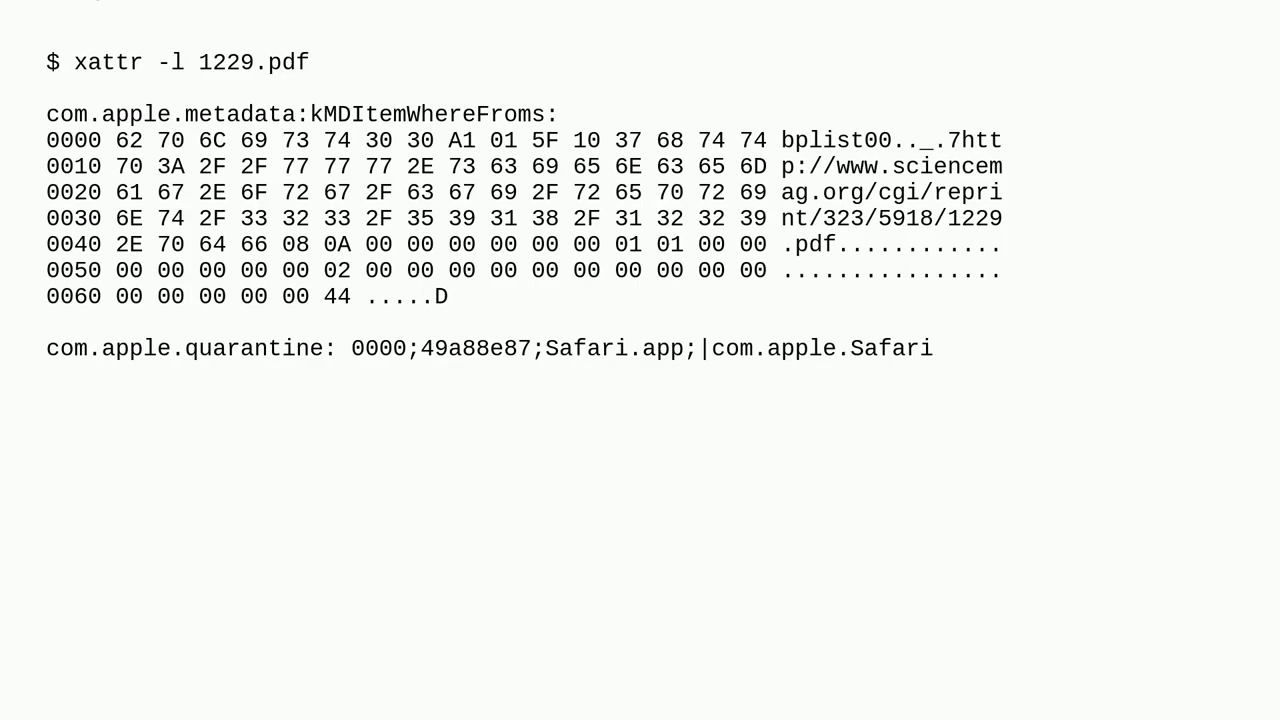 $ xattr -l 1229.pdf
com.apple.metadata:kMDItemWhereFroms:
0000 62 70 6C 69 73 74 30 30 A1 01 5F 10 37 68 74 74 bplist00.._.7htt
0010 70 3A 2F 2F 77 77 77 2E 73 63 69 65 6E 63 65 6D p://www.sciencem
0020 61 67 2E 6F 72 67 2F 63 67 69 2F 72 65 70 72 69 ag.org/cgi/repri
0030 6E 74 2F 33 32 33 2F 35 39 31 38 2F 31 32 32 39 nt/323/5918/1229
0040 2E 70 64 66 08 0A 00 00 00 00 00 00 01 01 00 00 .pdf............
0050 00 00 00 00 00 02 00 00 00 00 00 00 00 00 00 00 ................
0060 00 00 00 00 00 44 .....D
com.apple.quarantine: 0000;49a88e87;Safari.app;|com.apple.Safari